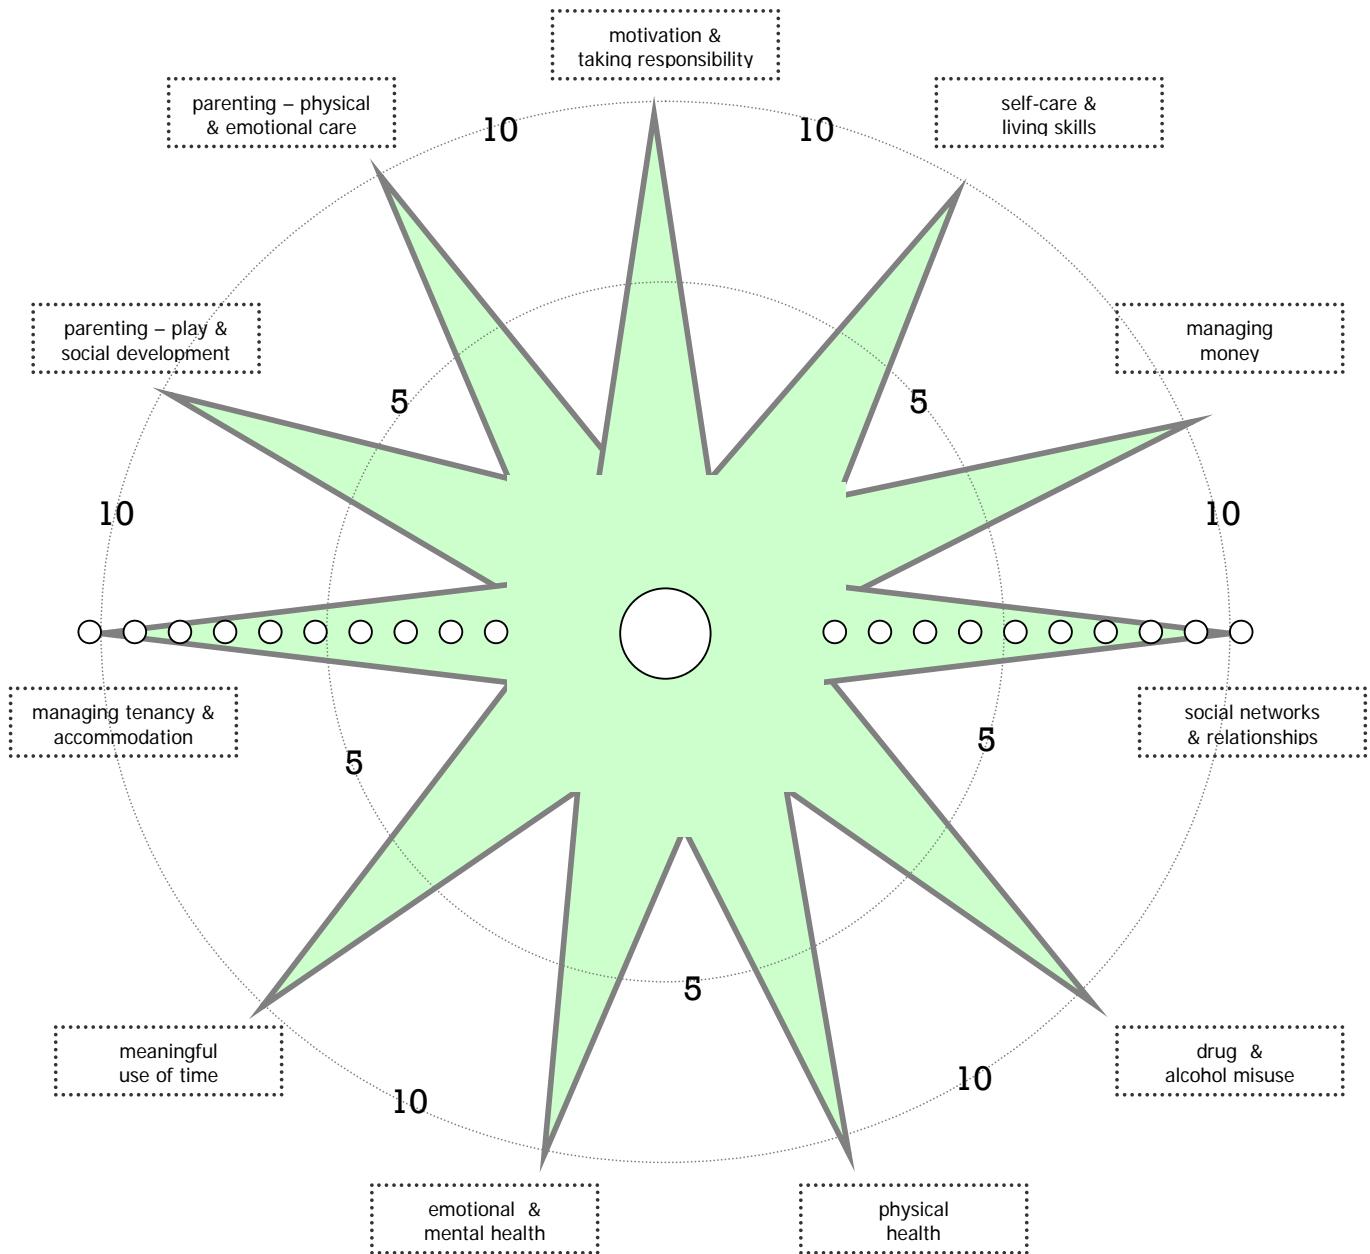 motivation &
taking responsibility
parenting – physical
& emotional care
self-care &
living skills
10
10
parenting – play &
social development
managing
money
5
5
10
10
managing tenancy &
accommodation
social networks
& relationships
5
5
5
meaningful
use of time
drug &
alcohol misuse
10
10
emotional &
mental health
physical
health